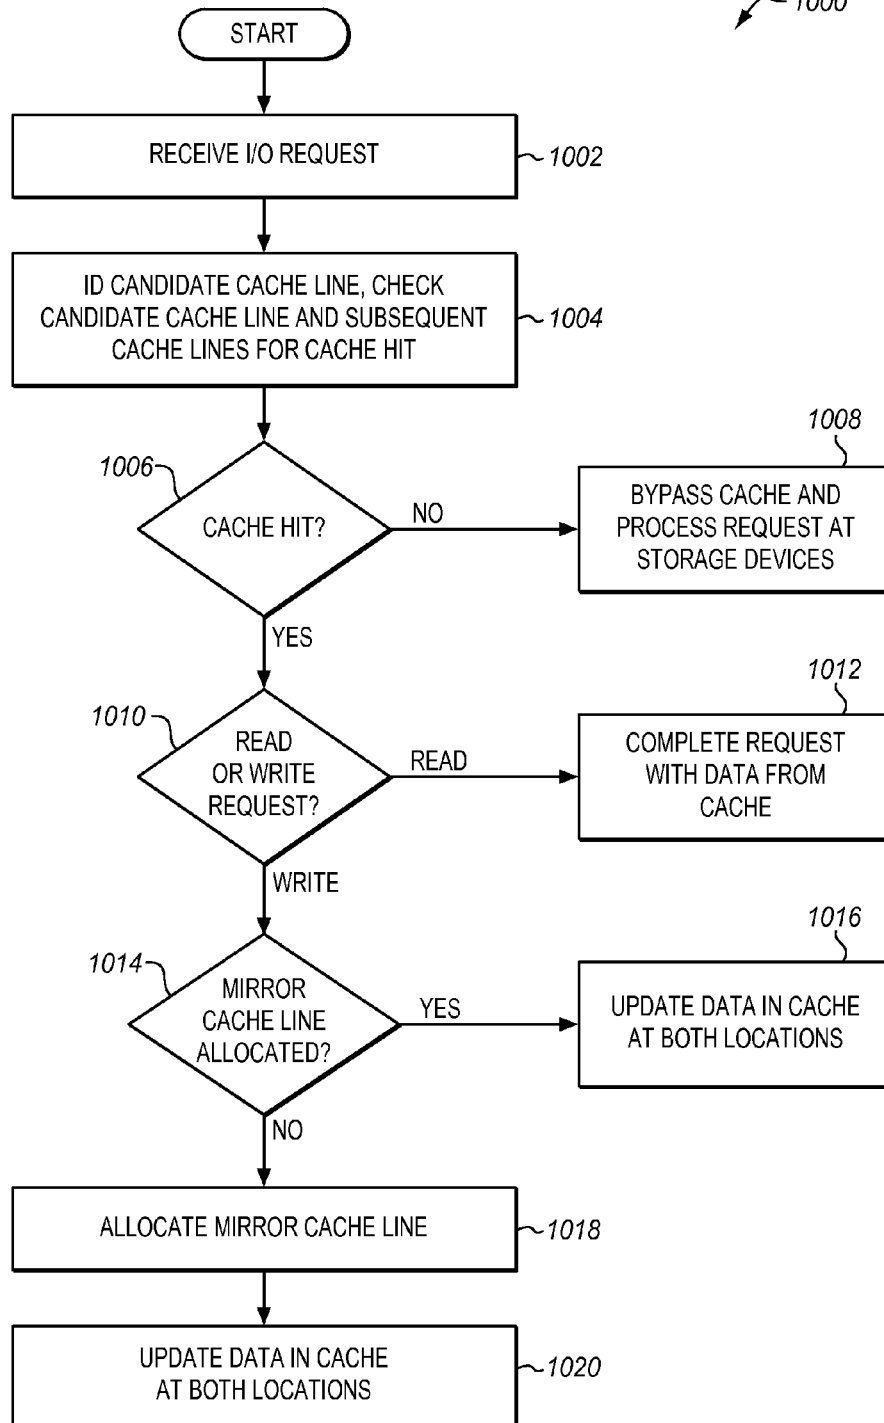 1000
START
RECEIVE I/O REQUEST
1002
ID CANDIDATE CACHE LINE, CHECK
CANDIDATE CACHE LINE AND SUBSEQUENT
CACHE LINES FOR CACHE HIT
1004
1006
CACHE HIT?
NO
1008
BYPASS CACHE AND
PROCESS REQUEST AT
STORAGE DEVICES
YES
1010
READ
OR WRITE
REQUEST?
READ
1012
COMPLETE REQUEST
WITH DATA FROM
CACHE
WRITE
1014
MIRROR
CACHE LINE
ALLOCATED?
YES
1016
UPDATE DATA IN CACHE
AT BOTH LOCATIONS
NO
ALLOCATE MIRROR CACHE LINE
1018
UPDATE DATA IN CACHE
AT BOTH LOCATIONS
1020